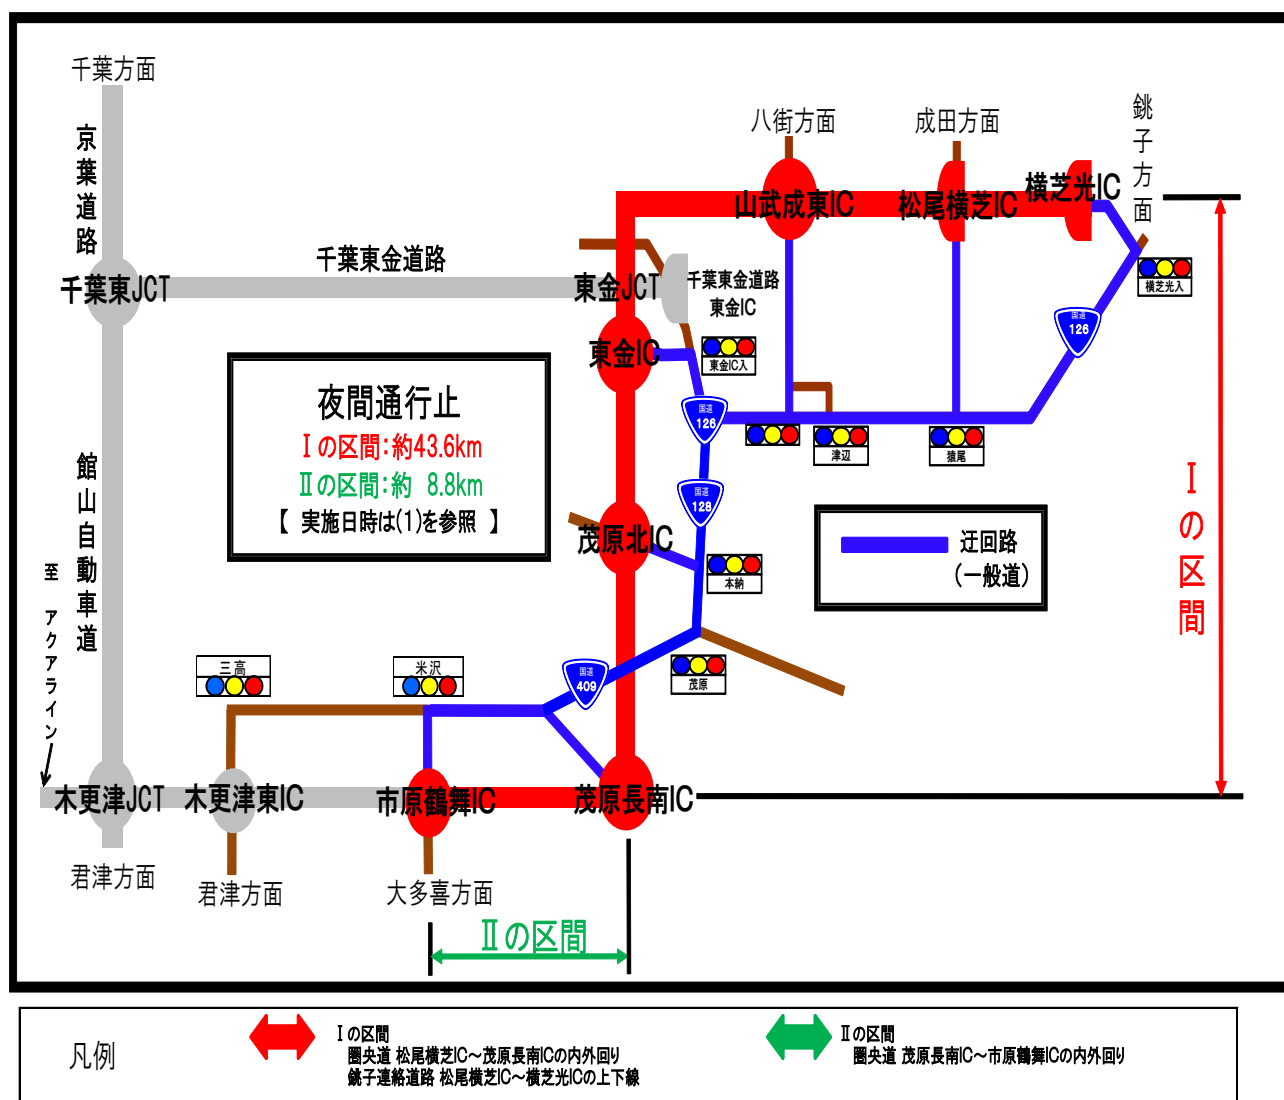 千葉方面
京葉道路
千葉東JCT
千葉東金道路
東金JCT
千葉東金道路
東金IC
八街方面
成田方面
銚子方面
山武成東IC
松尾横芝IC
横芝光IC
横芝光入
国道
126
東金IC
東金IC入
国道
126
津辺
猿尾
夜間通行止
Ⅰの区間：約43.6km
Ⅱの区間：約 8.8km
【 実施日時は(1)を参照 】
国道
128
茂原北IC
本納
迂回路
(一般道)
Ⅰの区間
館山自動車道
至 アクアライン
三高
米沢
国道
409
茂原
木更津JCT
木更津東IC
市原鶴舞IC
茂原長南IC
君津方面
君津方面
大多喜方面
Ⅱの区間
凡例
Ⅰの区間
圏央道 松尾横芝IC～茂原長南ICの内外回り
銚子連絡道路 松尾横芝IC～横芝光ICの上下線
Ⅱの区間
圏央道 茂原長南IC～市原鶴舞ICの内外回り